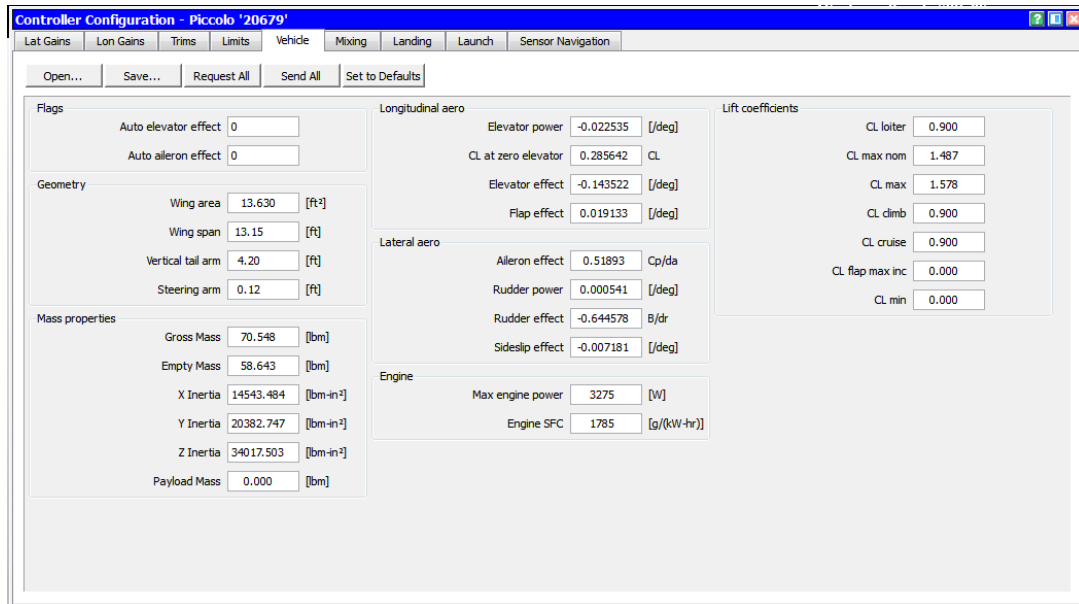 Controller Configuration - Piccolo '20679'
Lat Gains Lon Gains Trims Limits Vehicle Mixing Landing Launch Sensor Navigation
Open... Save... Request All Send All Set to Defaults
Flags
Auto elevator effect 0
Auto aileron effect 0
Geometry
Wing area 13.630 [ft²]
Wing span 13.15 [ft]
Vertical tail arm 4.20 [ft]
Steering arm 0.12 [ft]
Mass properties
Gross Mass 70.548 [lbm]
Empty Mass 58.643 [lbm]
X Inertia 14543.484 [lbm-in²]
Y Inertia 20382.747 [lbm-in²]
Z Inertia 34017.503 [lbm-in²]
Payload Mass 0.000 [lbm]
Longitudinal aero
Elevator power -0.022535 [/deg]
CL at zero elevator 0.285642 CL
Elevator effect -0.143522 [/deg]
Flap effect 0.019133 [/deg]
Lateral aero
Aileron effect 0.51893 Cp/da
Rudder power 0.000541 [/deg]
Rudder effect -0.644578 B/dr
Sideslip effect -0.007181 [/deg]
Engine
Max engine power 3275 [W]
Engine SFC 1785 [g/(kW-hr)]
Lift coefficients
CL loiter 0.900
CL max nom 1.487
CL max 1.578
CL climb 0.900
CL cruise 0.900
CL flap max inc 0.000
CL min 0.000